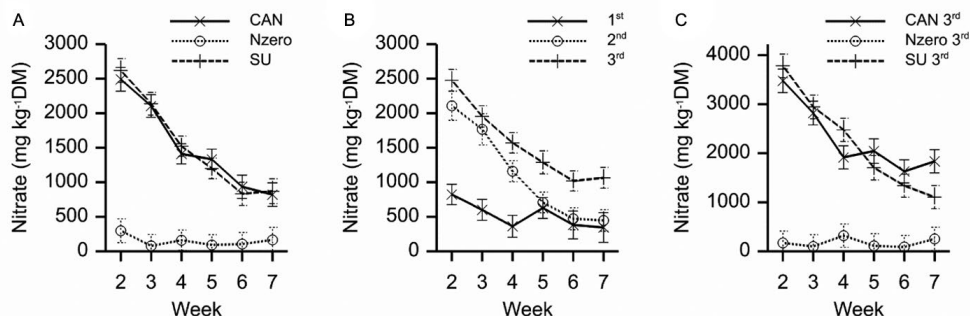 A
CAN
Nzero
SU
Nitrate (mg kg⁻¹DM)
3000
2500
2000
1500
1000
500
0
2 3 4 5 6 7
Week
B
1ˢᵗ
2ⁿᵈ
3ʳᵈ
Nitrate (mg kg⁻¹DM)
3000
2500
2000
1500
1000
500
0
2 3 4 5 6 7
Week
C
CAN 3ʳᵈ
Nzero 3ʳᵈ
SU 3ʳᵈ
Nitrate (mg kg⁻¹DM)
4000
3000
2000
1000
0
2 3 4 5 6 7
Week